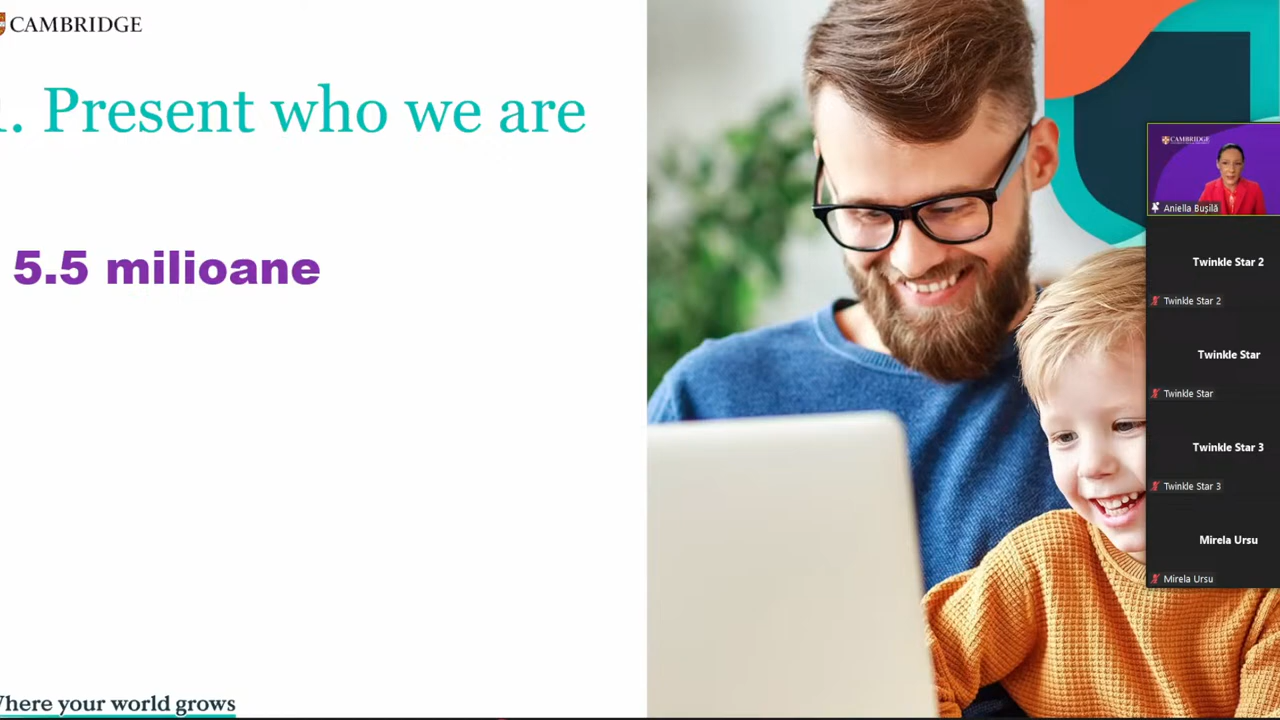 CAMBRIDGE
1. Present who we are
5.5 milioane
Where your world grows
CAMBRIDGE
Aniella Bușilă
Twinkle Star 2
Twinkle Star 2
Twinkle Star
Twinkle Star
Twinkle Star 3
Twinkle Star 3
Mirela Ursu
Mirela Ursu